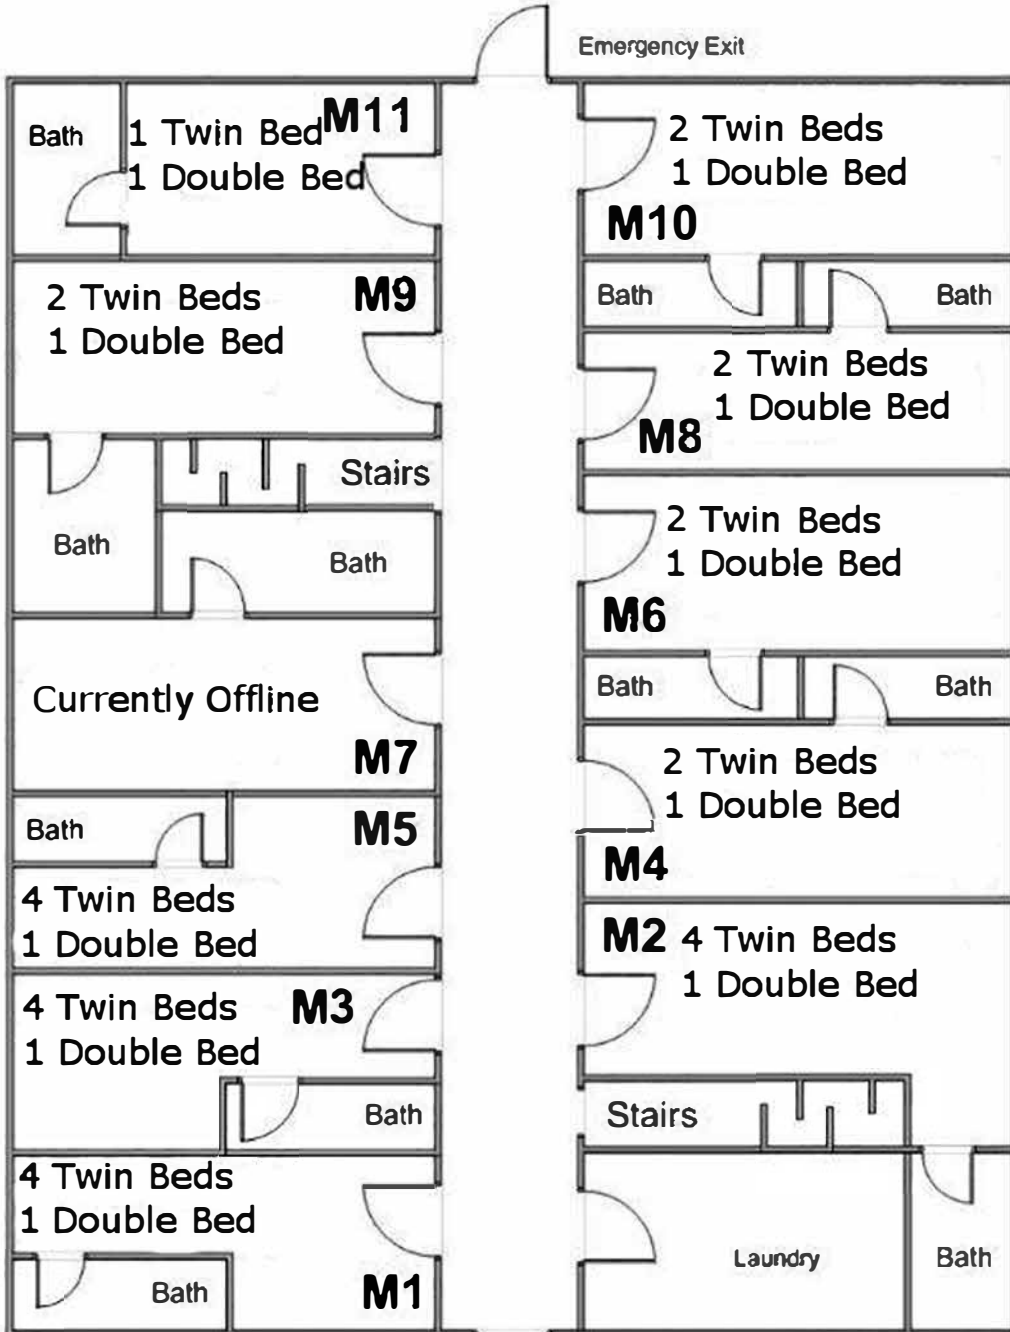 Emergency Exit
Bath
1 Twin Bed
1 Double Bed
M11
2 Twin Beds
1 Double Bed
M10
2 Twin Beds
1 Double Bed
M9
Bath
Bath
2 Twin Beds
1 Double Bed
M8
Stairs
Bath
Bath
2 Twin Beds
1 Double Bed
M6
Currently Offline
M7
Bath
Bath
2 Twin Beds
1 Double Bed
M4
Bath
M5
4 Twin Beds
1 Double Bed
M2
4 Twin Beds
1 Double Bed
4 Twin Beds
1 Double Bed
M3
Bath
Stairs
4 Twin Beds
1 Double Bed
Bath
M1
Laundry
Bath